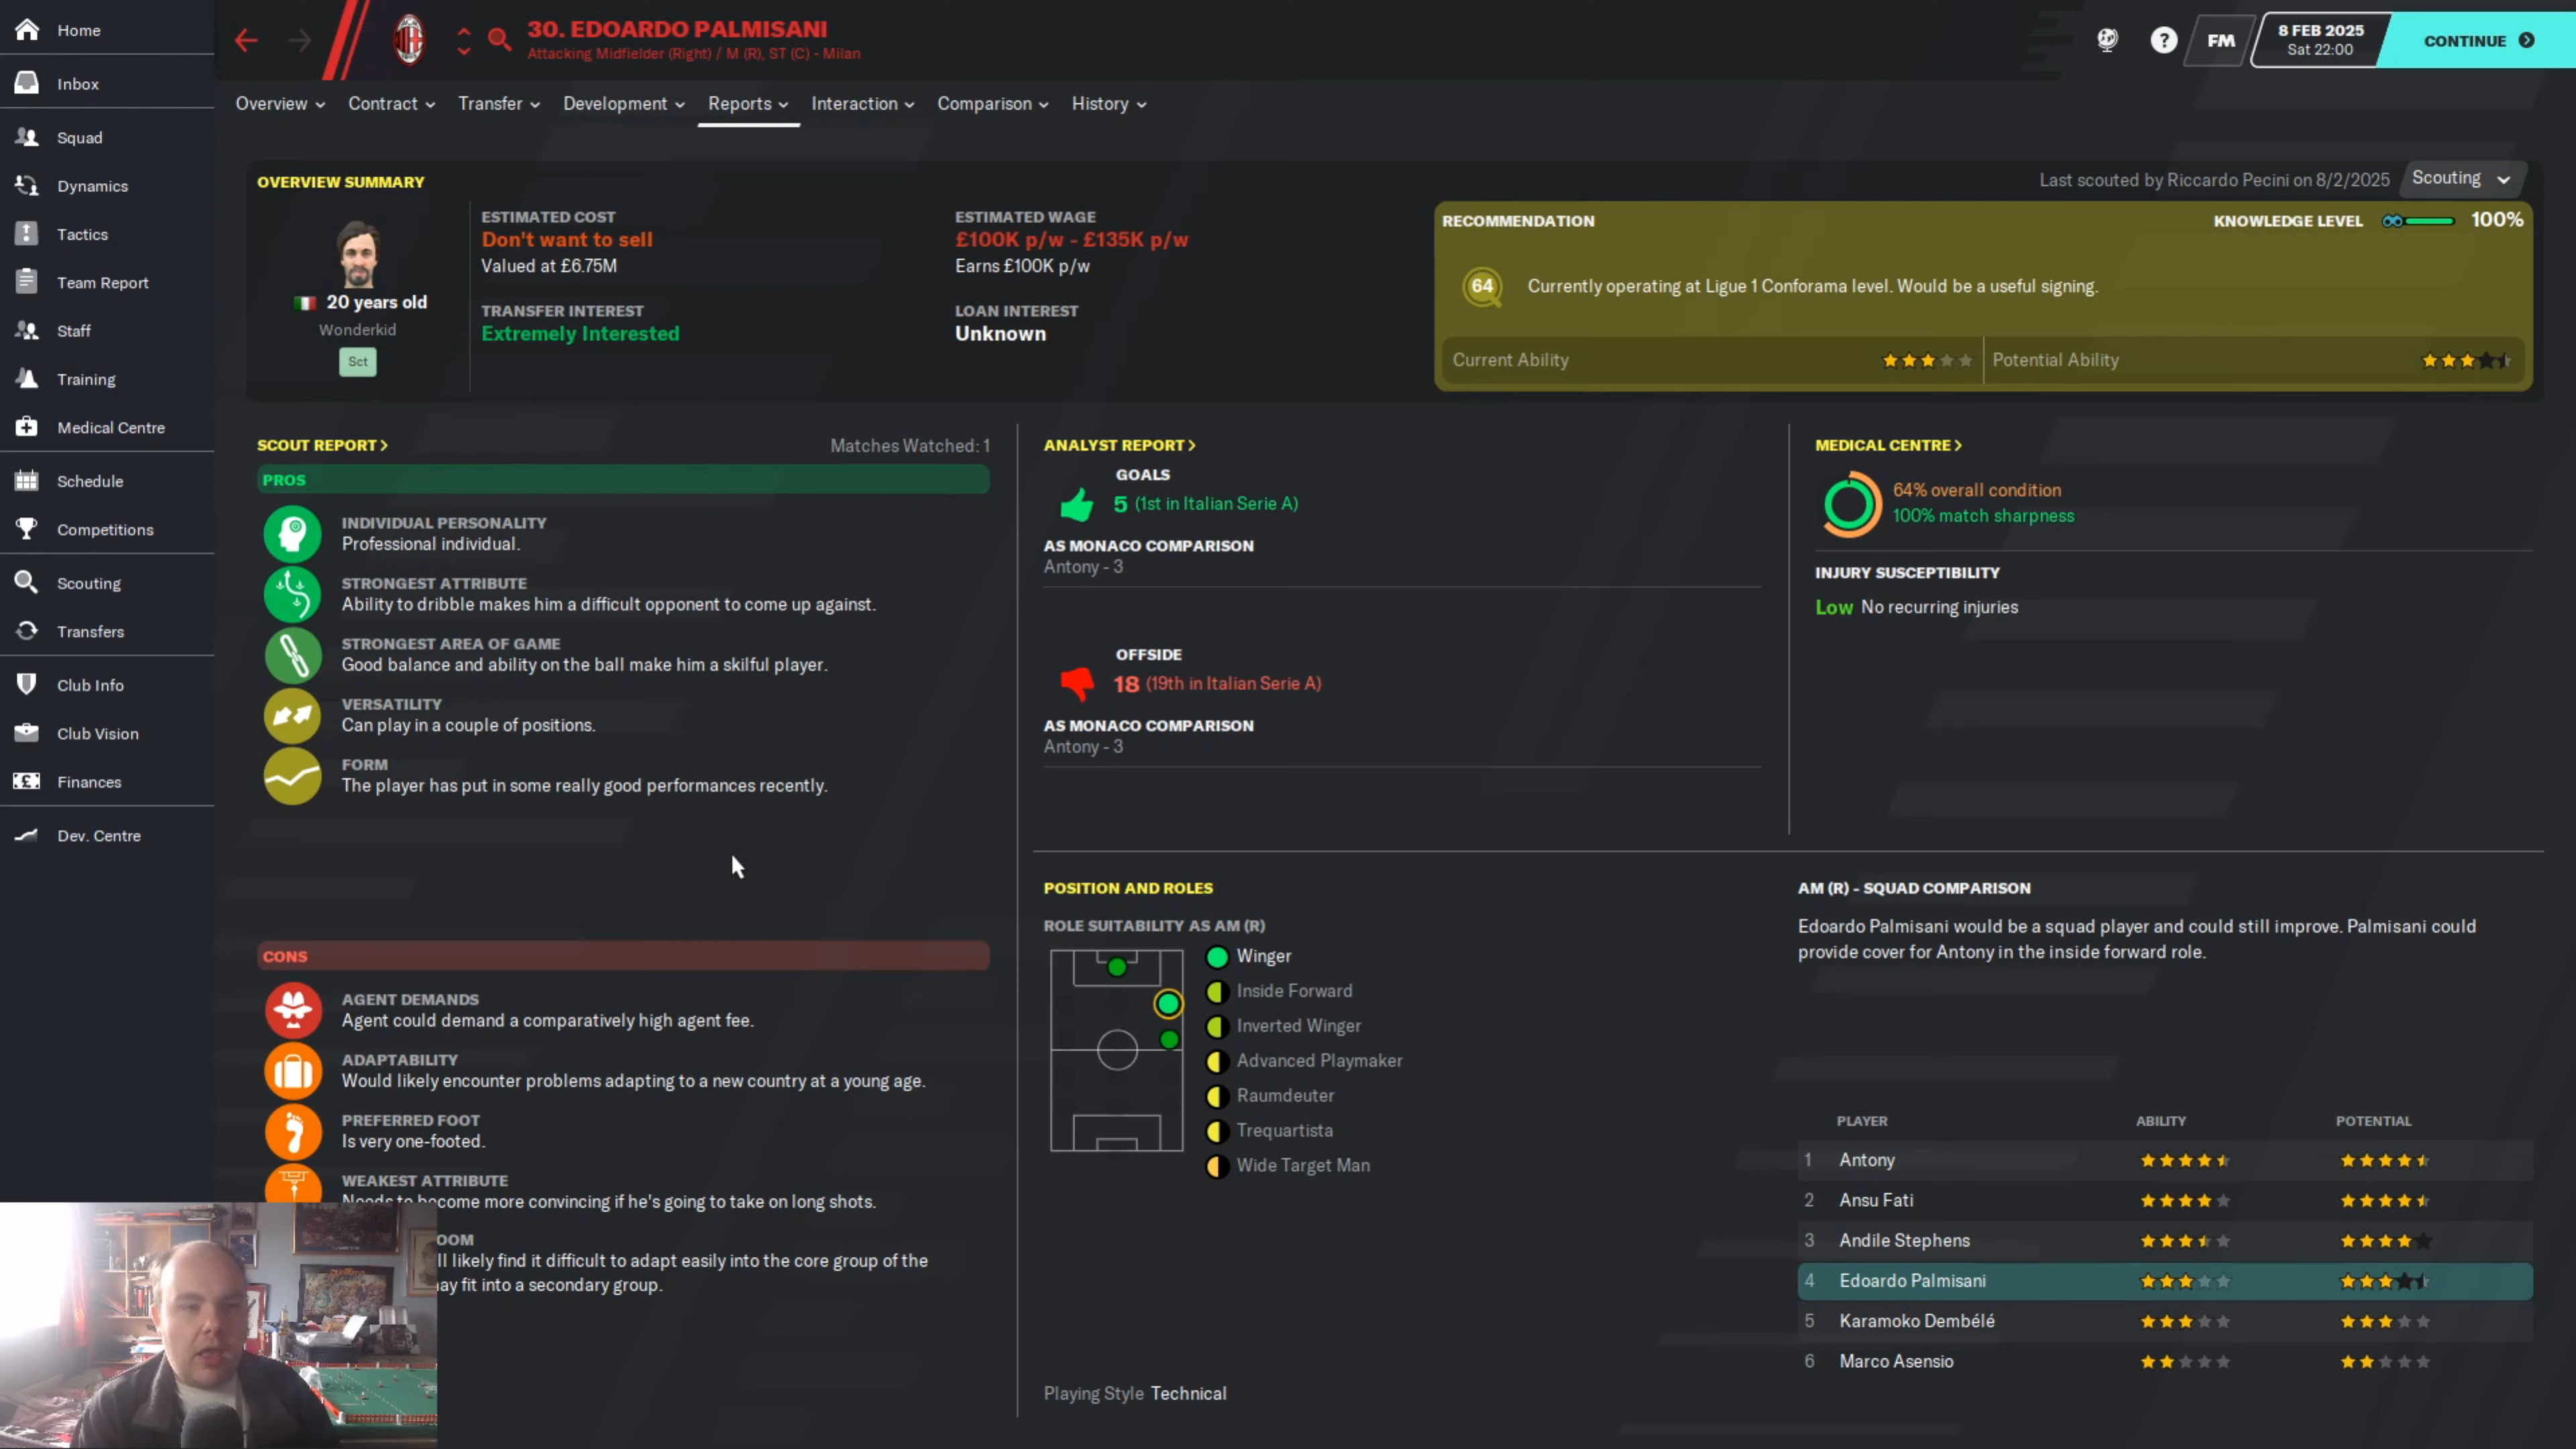 Home
Inbox
Squad
Dynamics
Tactics
Team Report
Staff
Training
Medical Centre
Schedule
Competitions
Scouting
Transfers
Club Info
Club Vision
Finances
Dev. Centre
30. EDOARDO PALMISANI
Attacking Midfielder (Right) / M (R), ST (C) - Milan
?
FM
8 FEB 2025
Sat 22:00
CONTINUE
Overview Contract Transfer Development Reports Interaction Comparison History
OVERVIEW SUMMARY
Last scouted by Riccardo Pecini on 8/2/2025
Scouting
20 years old
Wonderkid
Sct
ESTIMATED COST
Don't want to sell
Valued at £6.75M
TRANSFER INTEREST
Extremely Interested
ESTIMATED WAGE
£100K p/w - £135K p/w
Earns £100K p/w
LOAN INTEREST
Unknown
RECOMMENDATION
KNOWLEDGE LEVEL 100%
64
Currently operating at Ligue 1 Conforama level. Would be a useful signing.
Current Ability
Potential Ability
SCOUT REPORT >
Matches Watched: 1
PROS
INDIVIDUAL PERSONALITY
Professional individual.
STRONGEST ATTRIBUTE
Ability to dribble makes him a difficult opponent to come up against.
STRONGEST AREA OF GAME
Good balance and ability on the ball make him a skilful player.
VERSATILITY
Can play in a couple of positions.
FORM
The player has put in some really good performances recently.
CONS
AGENT DEMANDS
Agent could demand a comparatively high agent fee.
ADAPTABILITY
Would likely encounter problems adapting to a new country at a young age.
PREFERRED FOOT
Is very one-footed.
WEAKEST ATTRIBUTE
Needs to become more convincing if he's going to take on long shots.
OOM
ll likely find it difficult to adapt easily into the core group of the
ay fit into a secondary group.
ANALYST REPORT >
GOALS
5 (1st in Italian Serie A)
AS MONACO COMPARISON
Antony - 3
OFFSIDE
18 (19th in Italian Serie A)
AS MONACO COMPARISON
Antony - 3
MEDICAL CENTRE >
64% overall condition
100% match sharpness
INJURY SUSCEPTIBILITY
Low No recurring injuries
POSITION AND ROLES
ROLE SUITABILITY AS AM (R)
Winger
Inside Forward
Inverted Winger
Advanced Playmaker
Raumdeuter
Trequartista
Wide Target Man
Playing Style Technical
AM (R) - SQUAD COMPARISON
Edoardo Palmisani would be a squad player and could still improve. Palmisani could
provide cover for Antony in the inside forward role.
PLAYER ABILITY POTENTIAL
1 Antony
2 Ansu Fati
3 Andile Stephens
4 Edoardo Palmisani
5 Karamoko Dembélé
6 Marco Asensio